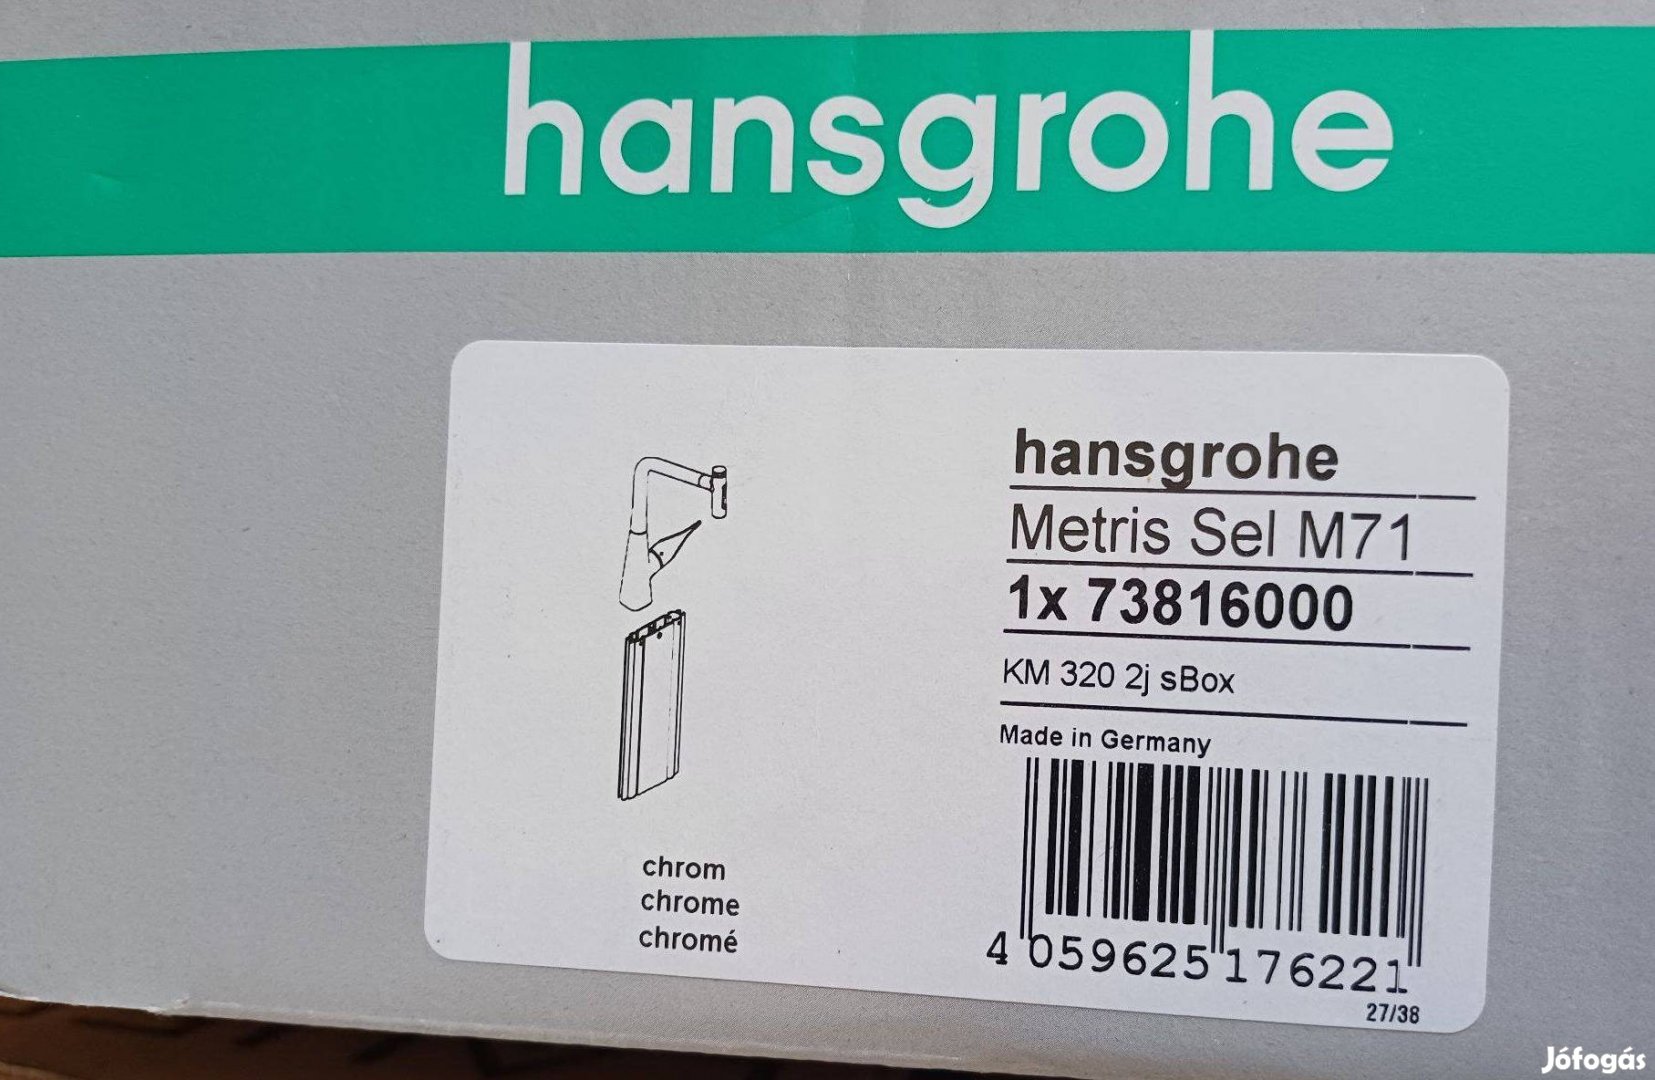 hansgrohe
hansgrohe
Metris Sel M71
1x 73816000
KM 320 2j sBox
Made in Germany
chrom
chrome
chromé
4 059625 176221
27/38
Jófogás